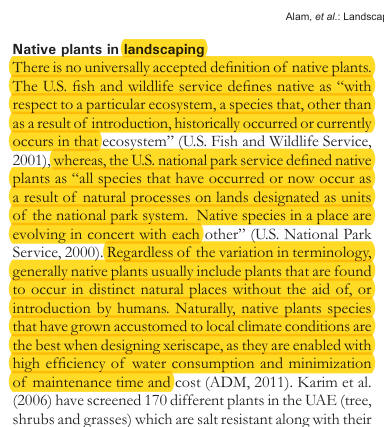 Alam, et al.: Landsca
Native plants in landscaping
There is no universally accepted definition of native plants.
The U.S. fish and wildlife service defines native as “with
respect to a particular ecosystem, a species that, other than
as a result of introduction, historically occurred or currently
occurs in that ecosystem” (U.S. Fish and Wildlife Service,
2001), whereas, the U.S. national park service defined native
plants as “all species that have occurred or now occur as
a result of natural processes on lands designated as units
of the national park system. Native species in a place are
evolving in concert with each other” (U.S. National Park
Service, 2000). Regardless of the variation in terminology,
generally native plants usually include plants that are found
to occur in distinct natural places without the aid of, or
introduction by humans. Naturally, native plants species
that have grown accustomed to local climate conditions are
the best when designing xeriscape, as they are enabled with
high efficiency of water consumption and minimization
of maintenance time and cost (ADM, 2011). Karim et al.
(2006) have screened 170 different plants in the UAE (tree,
shrubs and grasses) which are salt resistant along with their